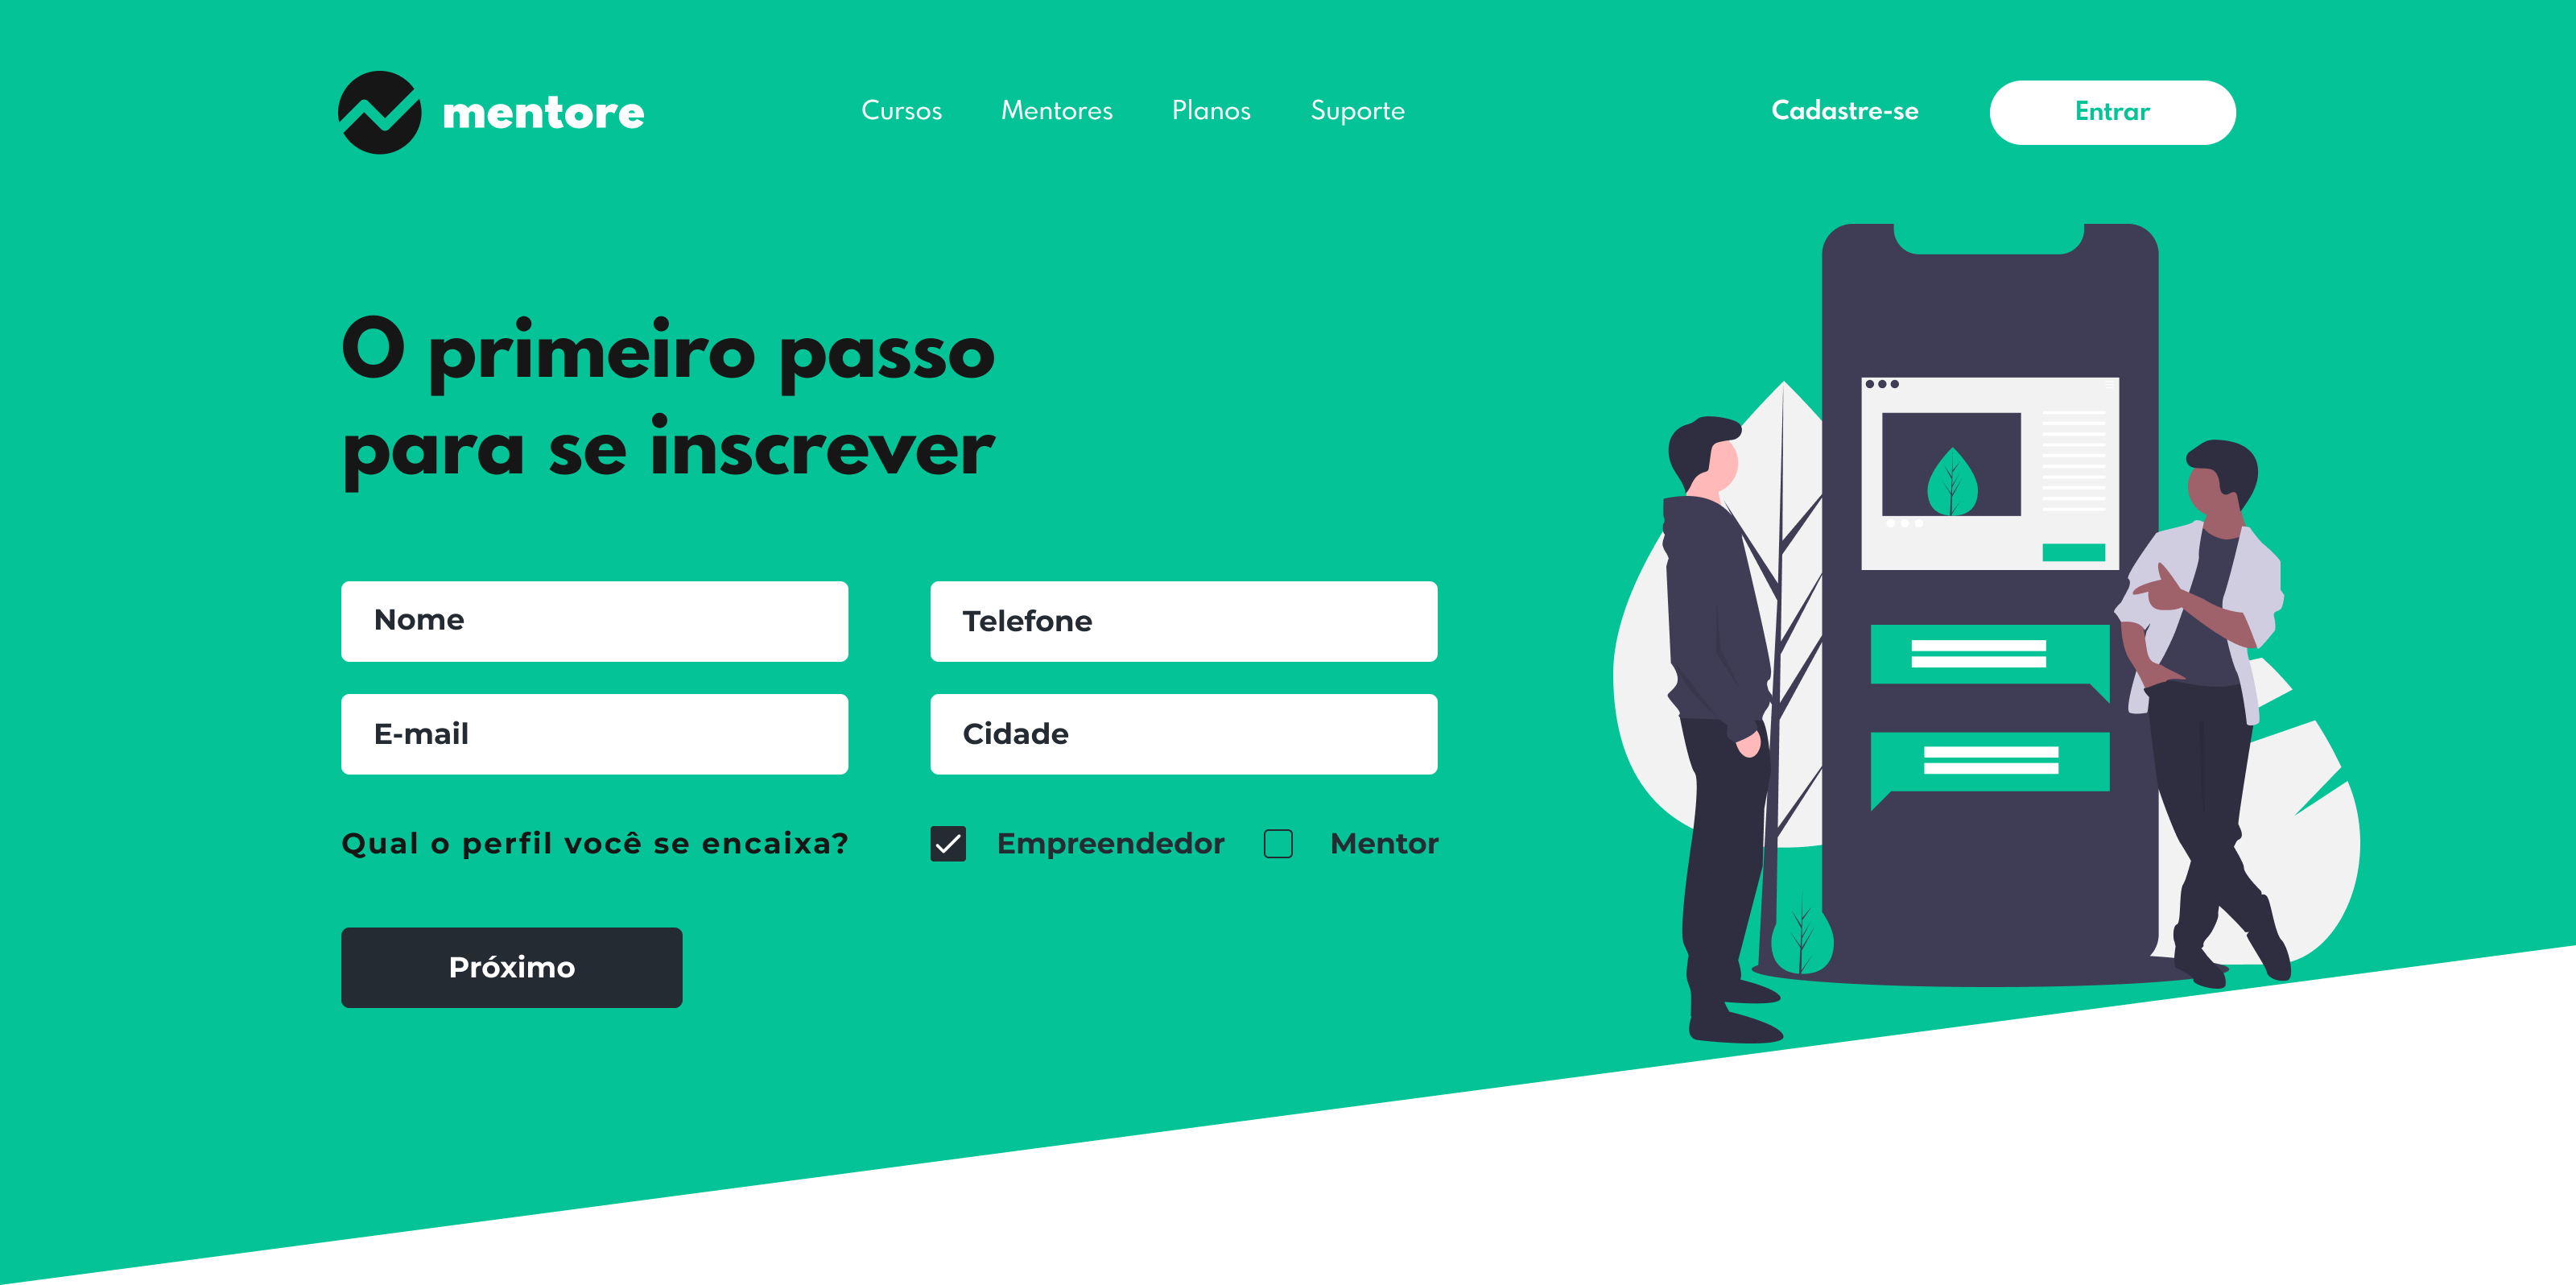 mentore
Cursos Mentores Planos Suporte
Cadastre-se
Entrar
O primeiro passo
para se inscrever
Nome
Telefone
E-mail
Cidade
Qual o perfil você se encaixa?
Empreendedor
Mentor
Próximo